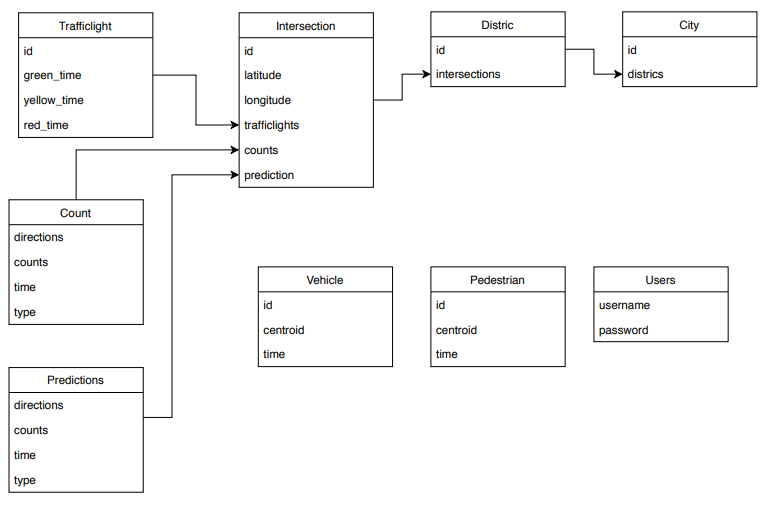 Trafficlight
id
green_time
yellow_time
red_time
Intersection
id
latitude
longitude
trafficlights
counts
prediction
Distric
id
intersections
City
id
districs
Count
directions
counts
time
type
Vehicle
id
centroid
time
Pedestrian
id
centroid
time
Users
username
password
Predictions
directions
counts
time
type